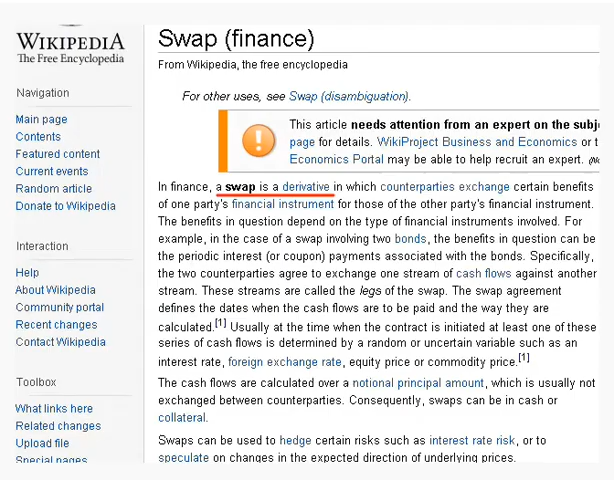 WIKIPEDIA
The Free Encyclopedia
Navigation
Main page
Contents
Featured content
Current events
Random article
Donate to Wikipedia
Interaction
Help
About Wikipedia
Community portal
Recent changes
Contact Wikipedia
Toolbox
What links here
Related changes
Upload file
Special pages
Swap (finance)
From Wikipedia, the free encyclopedia
For other uses, see Swap (disambiguation).
This article needs attention from an expert on the subj
page for details. WikiProject Business and Economics or t
Economics Portal may be able to help recruit an expert.
In finance, a swap is a derivative in which counterparties exchange certain benefits
of one party's financial instrument for those of the other party's financial instrument.
The benefits in question depend on the type of financial instruments involved. For
example, in the case of a swap involving two bonds, the benefits in question can be
the periodic interest (or coupon) payments associated with the bonds. Specifically,
the two counterparties agree to exchange one stream of cash flows against another
stream. These streams are called the legs of the swap. The swap agreement
defines the dates when the cash flows are to be paid and the way they are
calculated.[1] Usually at the time when the contract is initiated at least one of these
series of cash flows is determined by a random or uncertain variable such as an
interest rate, foreign exchange rate, equity price or commodity price.[1]
The cash flows are calculated over a notional principal amount, which is usually not
exchanged between counterparties. Consequently, swaps can be in cash or
collateral.
Swaps can be used to hedge certain risks such as interest rate risk, or to
speculate on changes in the expected direction of underlying prices.